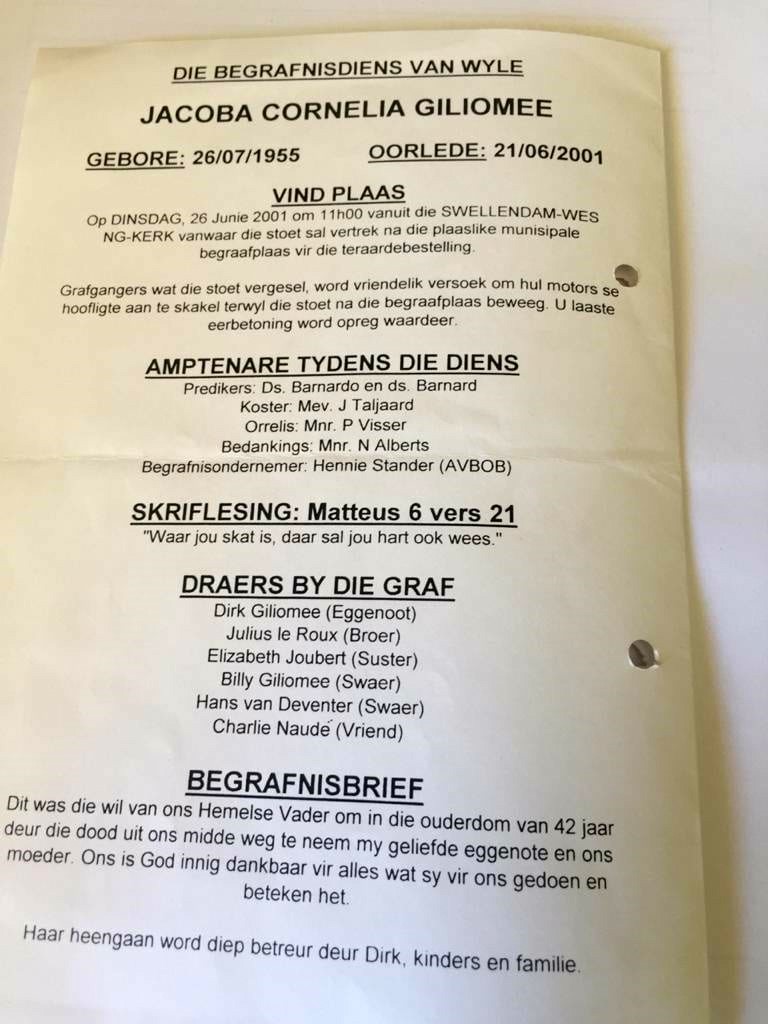 DIE BEGRAFNISDIENS VAN WYLE
JACOBA CORNELIA GILIOMEE
GEBORE: 26/07/1955 OORLEDE: 21/06/2001
VIND PLAAS
Op DINSDAG, 26 Junie 2001 om 11h00 vanuit die SWELLENDAM-WES
NG-KERK vanwaar die stoet sal vertrek na die plaaslike munisipale
begraafplaas vir die teraardebestelling.
Grafgangers wat die stoet vergesel, word vriendelik versoek om hul motors se
hoofligte aan te skakel terwyl die stoet na die begraafplaas beweeg. U laaste
eerbetoning word opreg waardeer.
AMPTENARE TYDENS DIE DIENS
Predikers: Ds. Barnardo en ds. Barnard
Koster: Mev. J Taljaard
Orrelis: Mnr. P Visser
Bedankings: Mnr. N Alberts
Begrafnisondernemer: Hennie Stander (AVBOB)
SKRIFLESING: Matteus 6 vers 21
"Waar jou skat is, daar sal jou hart ook wees."
DRAERS BY DIE GRAF
Dirk Giliomee (Eggenoot)
Julius le Roux (Broer)
Elizabeth Joubert (Suster)
Billy Giliomee (Swaer)
Hans van Deventer (Swaer)
Charlie Naude´ (Vriend)
BEGRAFNISBRIEF
Dit was die wil van ons Hemelse Vader om in die ouderdom van 42 jaar
deur die dood uit ons midde weg te neem my geliefde eggenote en ons
moeder. Ons is God innig dankbaar vir alles wat sy vir ons gedoen en
beteken het.
Haar heengaan word diep betreur deur Dirk, kinders en familie.